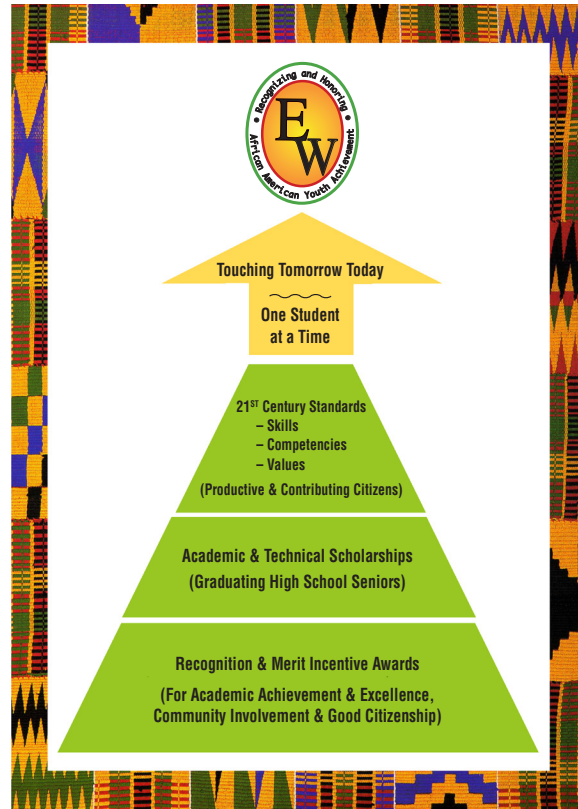 • Recognizing and Honoring •
African American Youth Achievement
EW
Touching Tomorrow Today
One Student
at a Time
21ST Century Standards
– Skills
– Competencies
– Values
(Productive & Contributing Citizens)
Academic & Technical Scholarships
(Graduating High School Seniors)
Recognition & Merit Incentive Awards
(For Academic Achievement & Excellence,
Community Involvement & Good Citizenship)